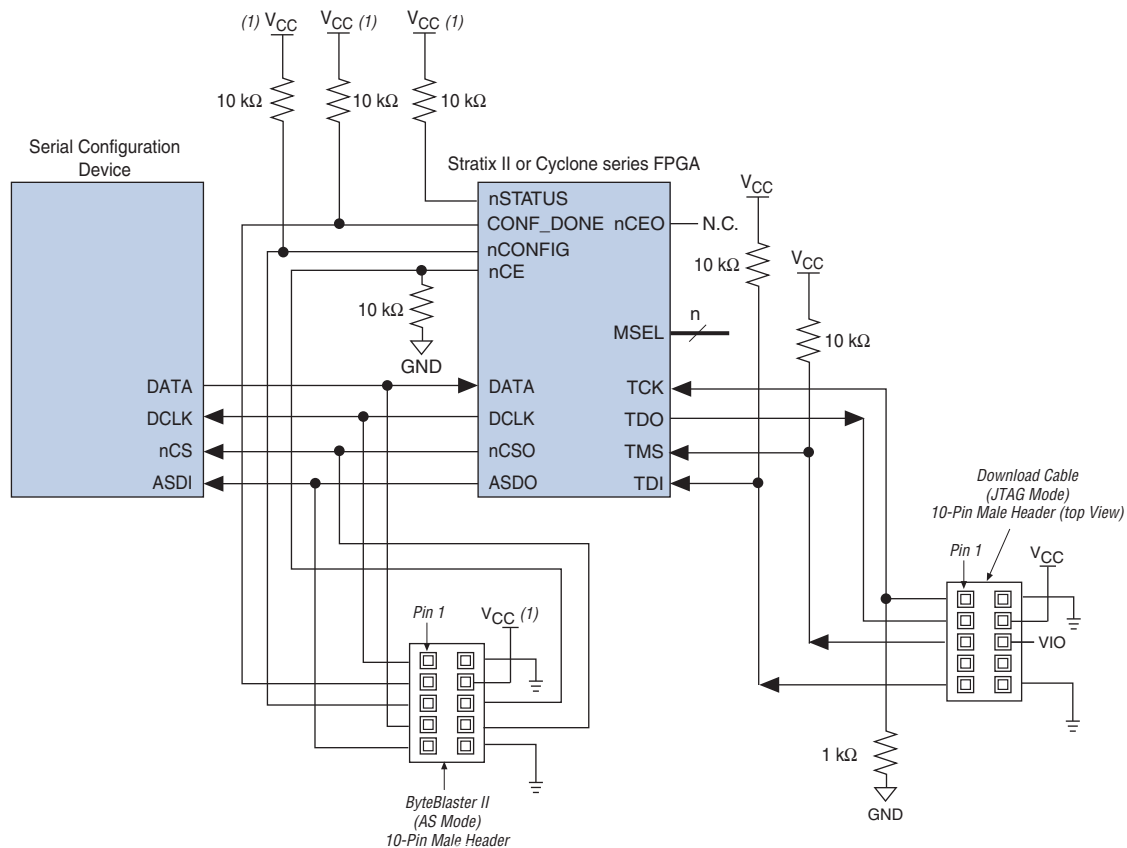 (1) VCC
VCC (1)
VCC (1)
10 kΩ
10 kΩ
10 kΩ
Serial Configuration
Device
Stratix II or Cyclone series FPGA
nSTATUS
CONF_DONE
nCONFIG
nCE
nCEO
N.C.
VCC
10 kΩ
VCC
10 kΩ
10 kΩ
GND
MSEL
n
DATA
DCLK
nCS
ASDI
DATA
DCLK
nCSO
ASDO
TCK
TDO
TMS
TDI
Download Cable
(JTAG Mode)
10-Pin Male Header (top View)
Pin 1
VCC
VIO
Pin 1
VCC (1)
1 kΩ
GND
ByteBlaster II
(AS Mode)
10-Pin Male Header